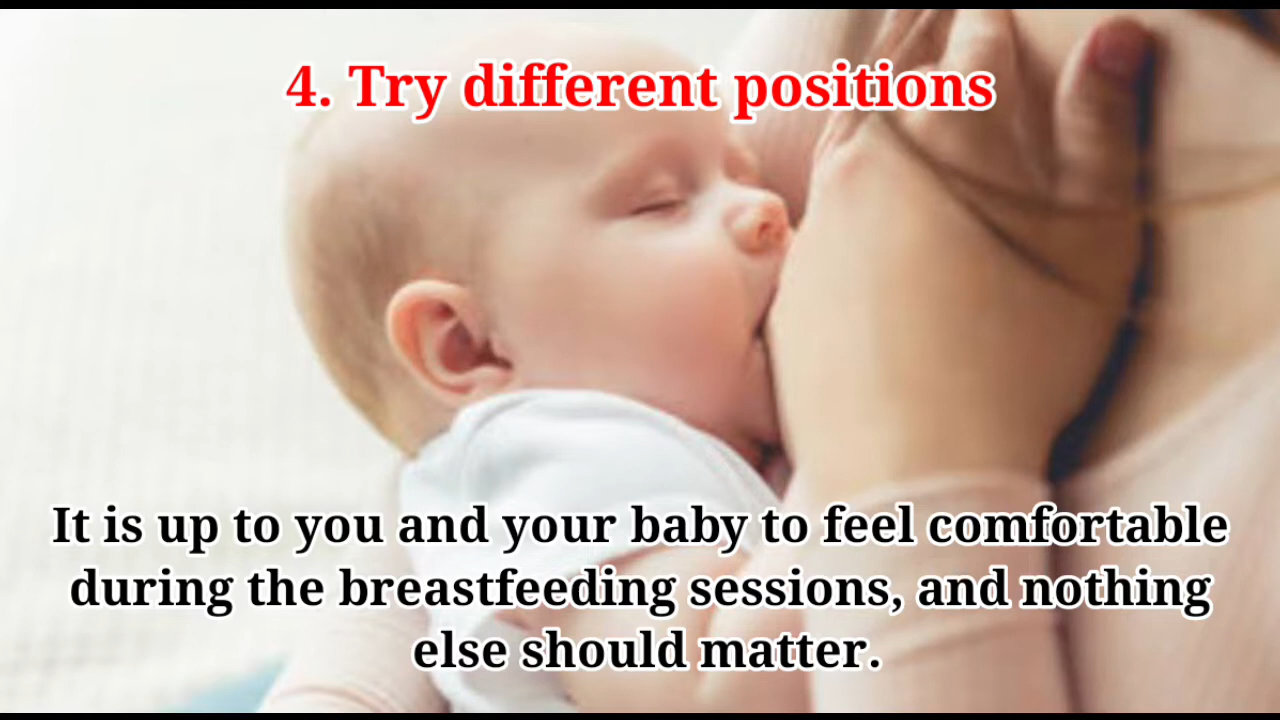 4. Try different positions
It is up to you and your baby to feel comfortable
during the breastfeeding sessions, and nothing
else should matter.